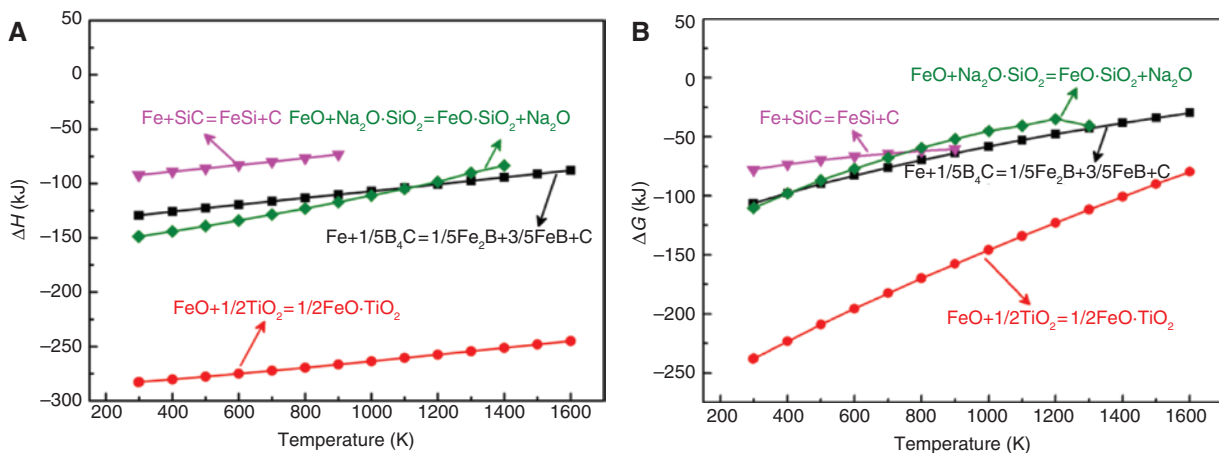 A
50
0
−50
−100
−150
−200
−250
−300
ΔH (kJ)
Fe+SiC=FeSi+C
FeO+Na₂O·SiO₂=FeO·SiO₂+Na₂O
Fe+1/5B₄C=1/5Fe₂B+3/5FeB+C
FeO+1/2TiO₂=1/2FeO·TiO₂
200 400 600 800 1000 1200 1400 1600
Temperature (K)
B
50
0
−50
−100
−150
−200
−250
ΔG (kJ)
FeO+Na₂O·SiO₂=FeO·SiO₂+Na₂O
Fe+SiC=FeSi+C
Fe+1/5B₄C=1/5Fe₂B+3/5FeB+C
FeO+1/2TiO₂=1/2FeO·TiO₂
200 400 600 800 1000 1200 1400 1600
Temperature (K)